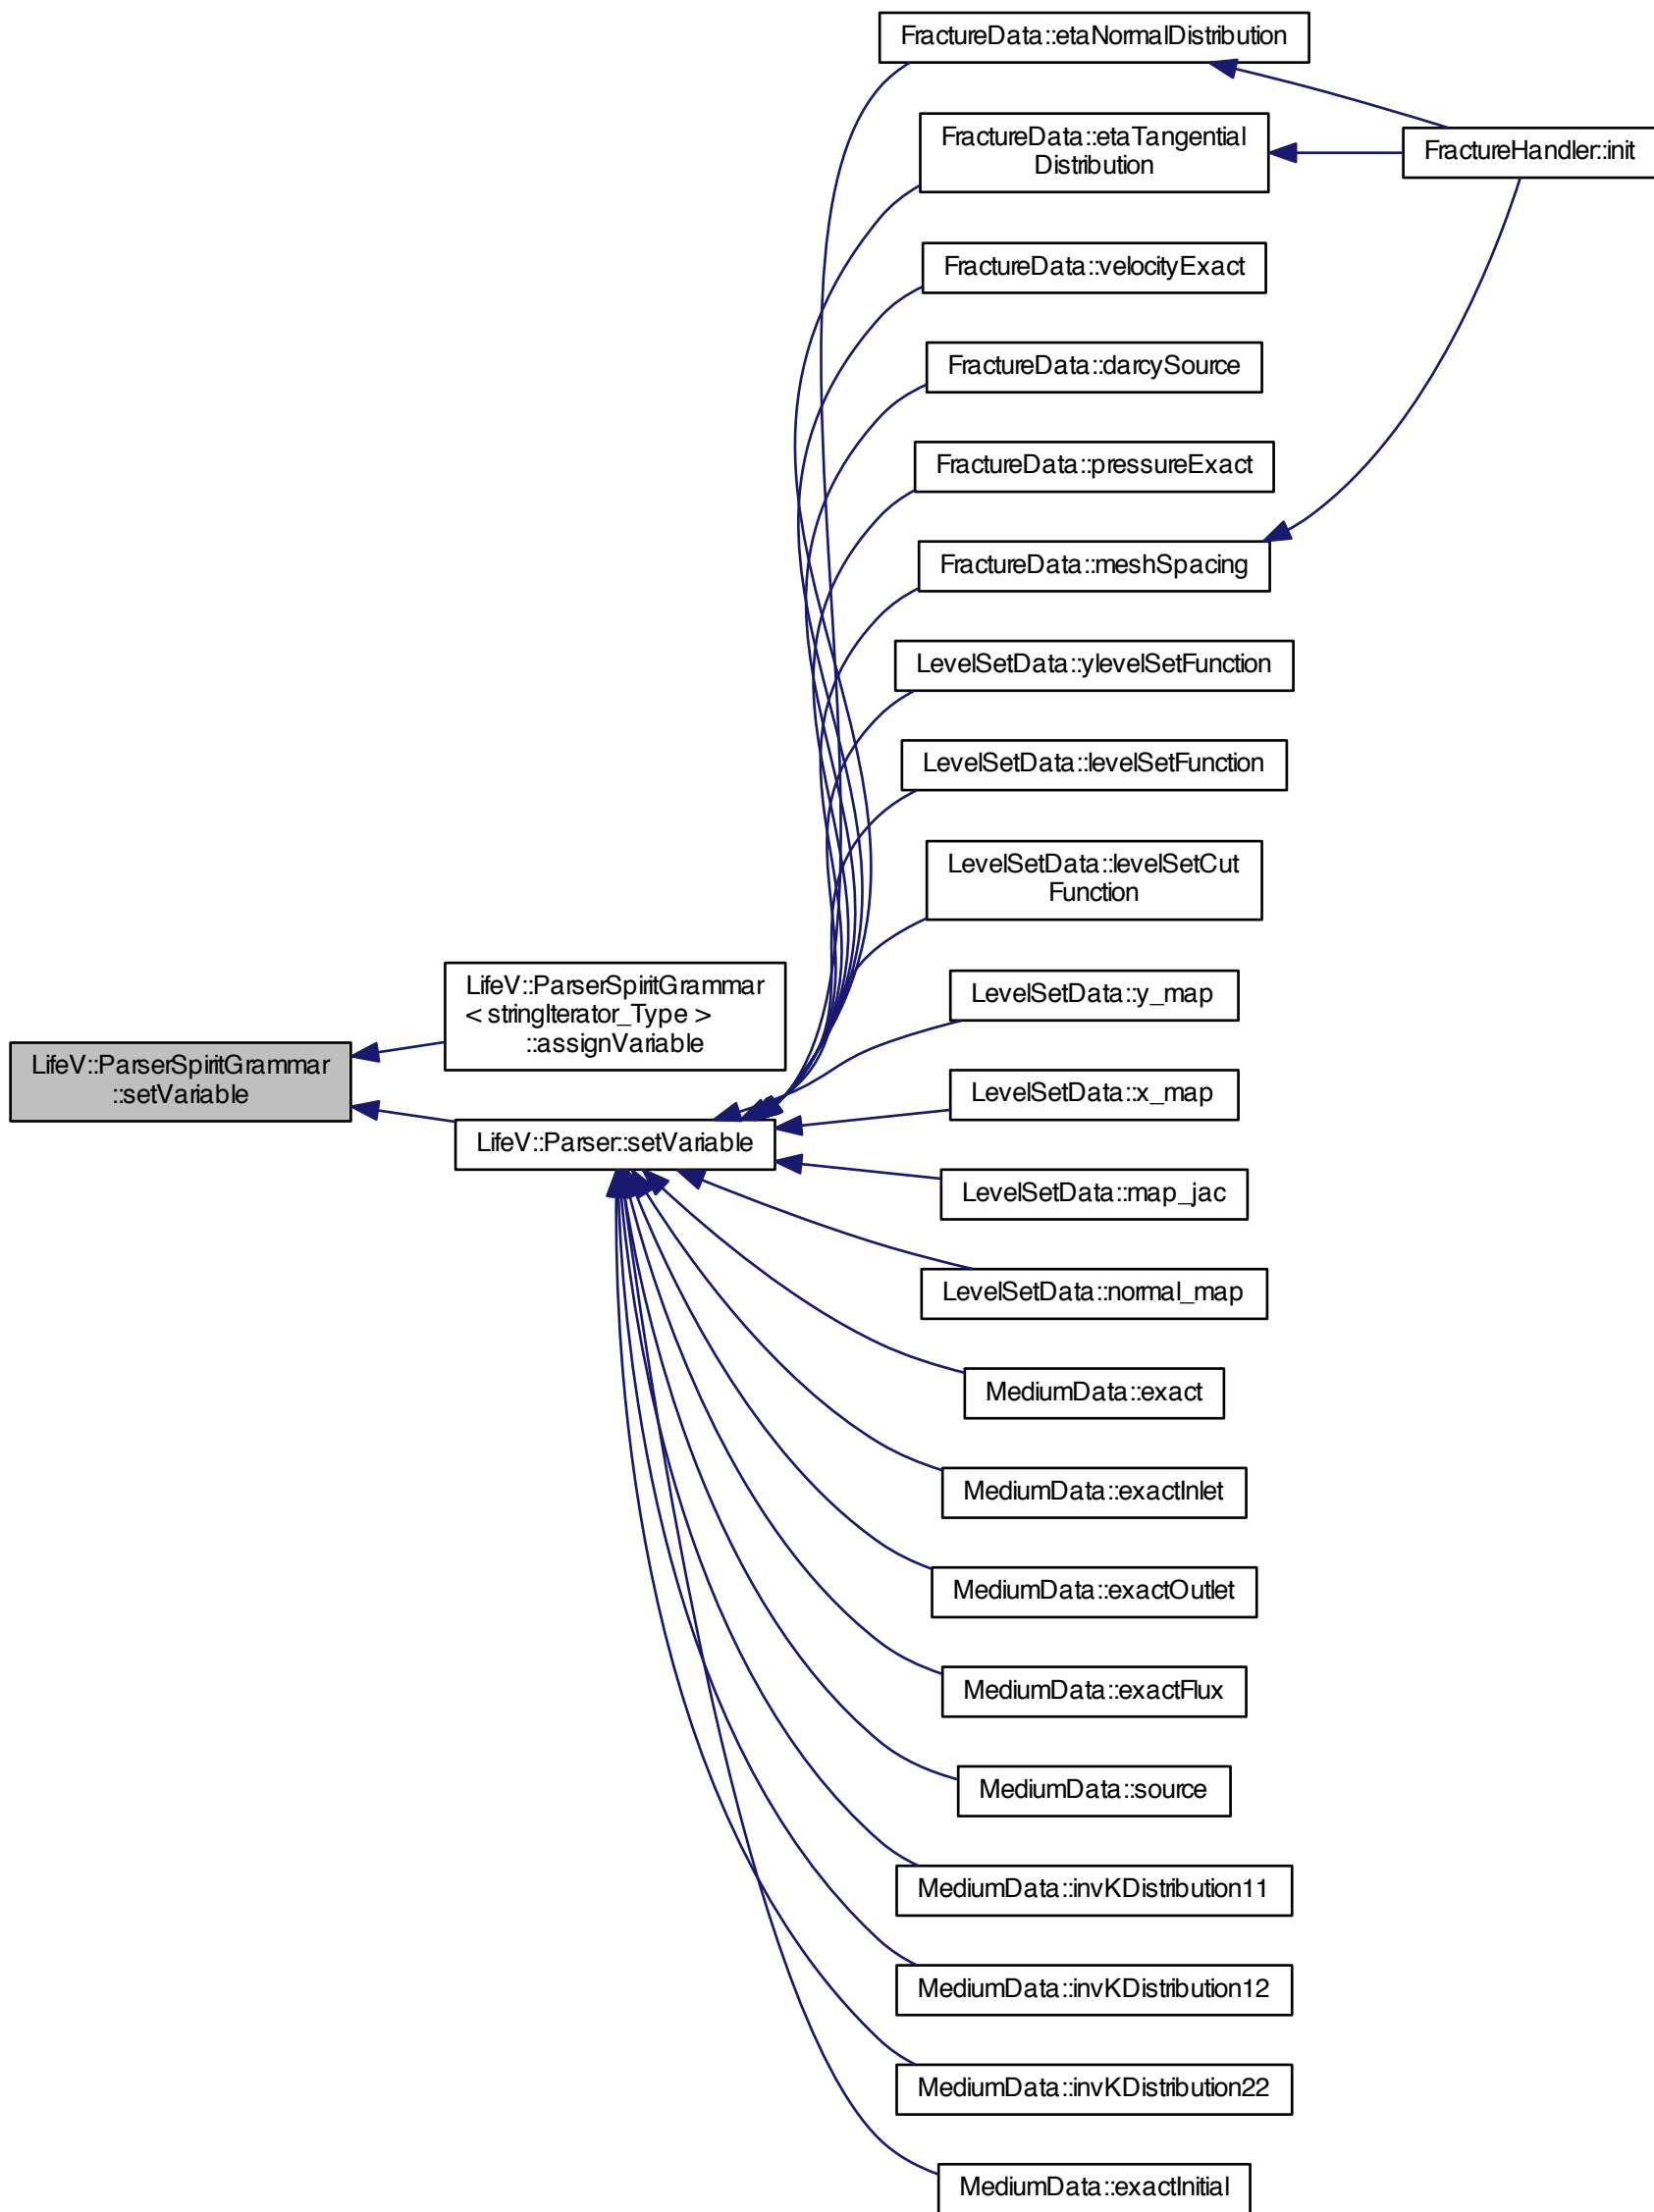 FractureData::etaNormalDistribution
FractureData::etaTangential
Distribution
FractureHandler::init
FractureData::velocityExact
FractureData::darcySource
FractureData::pressureExact
FractureData::meshSpacing
LevelSetData::ylevelSetFunction
LevelSetData::levelSetFunction
LevelSetData::levelSetCut
Function
LifeV::ParserSpiritGrammar
< stringIterator_Type >
::assignVariable
LevelSetData::y_map
LifeV::ParserSpiritGrammar
::setVariable
LevelSetData::x_map
LifeV::Parser::setVariable
LevelSetData::map_jac
LevelSetData::normal_map
MediumData::exact
MediumData::exactInlet
MediumData::exactOutlet
MediumData::exactFlux
MediumData::source
MediumData::invKDistribution11
MediumData::invKDistribution12
MediumData::invKDistribution22
MediumData::exactInitial